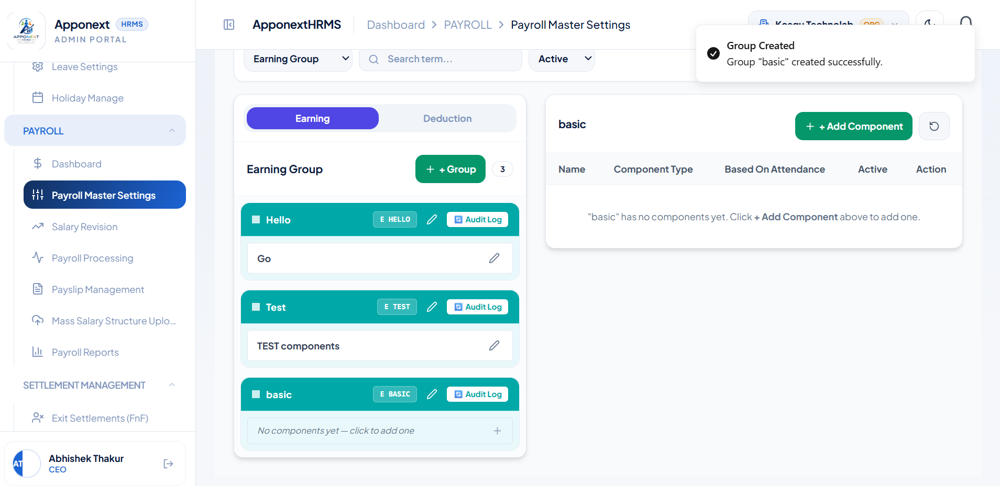 Apponext HRMS
ADMIN PORTAL
APPONEXT
HRMS
Leave Settings
Holiday Manage
PAYROLL
Dashboard
Payroll Master Settings
Salary Revision
Payroll Processing
Payslip Management
Mass Salary Structure Uplo...
Payroll Reports
SETTLEMENT MANAGEMENT
Exit Settlements (FnF)
AT
Abhishek Thakur
CEO
ApponextHRMS
Dashboard > PAYROLL > Payroll Master Settings
Group Created
Group "basic" created successfully.
Earning Group
Search term...
Active
Earning
Deduction
Earning Group
+ + Group
3
Hello
E HELLO
Audit Log
Go
Test
E TEST
Audit Log
TEST components
basic
E BASIC
Audit Log
No components yet — click to add one
+
basic
+ + Add Component
Name Component Type Based On Attendance Active Action
"basic" has no components yet. Click + Add Component above to add one.